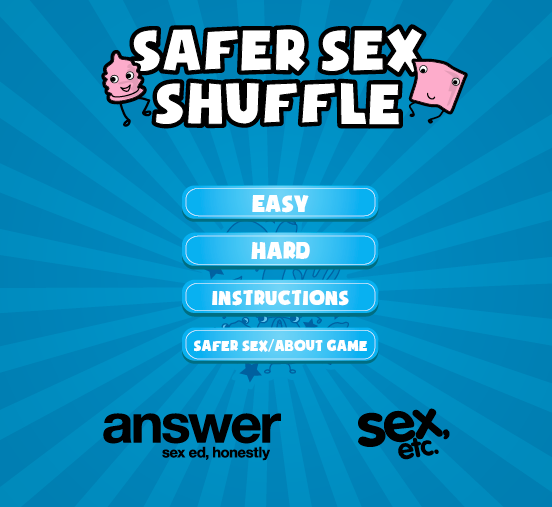 SAFER SEX
SHUFFLE
EASY
HARD
INSTRUCTIONS
SAFER SEX/ABOUT GAME
answer
sex ed, honestly
sex,
etc.